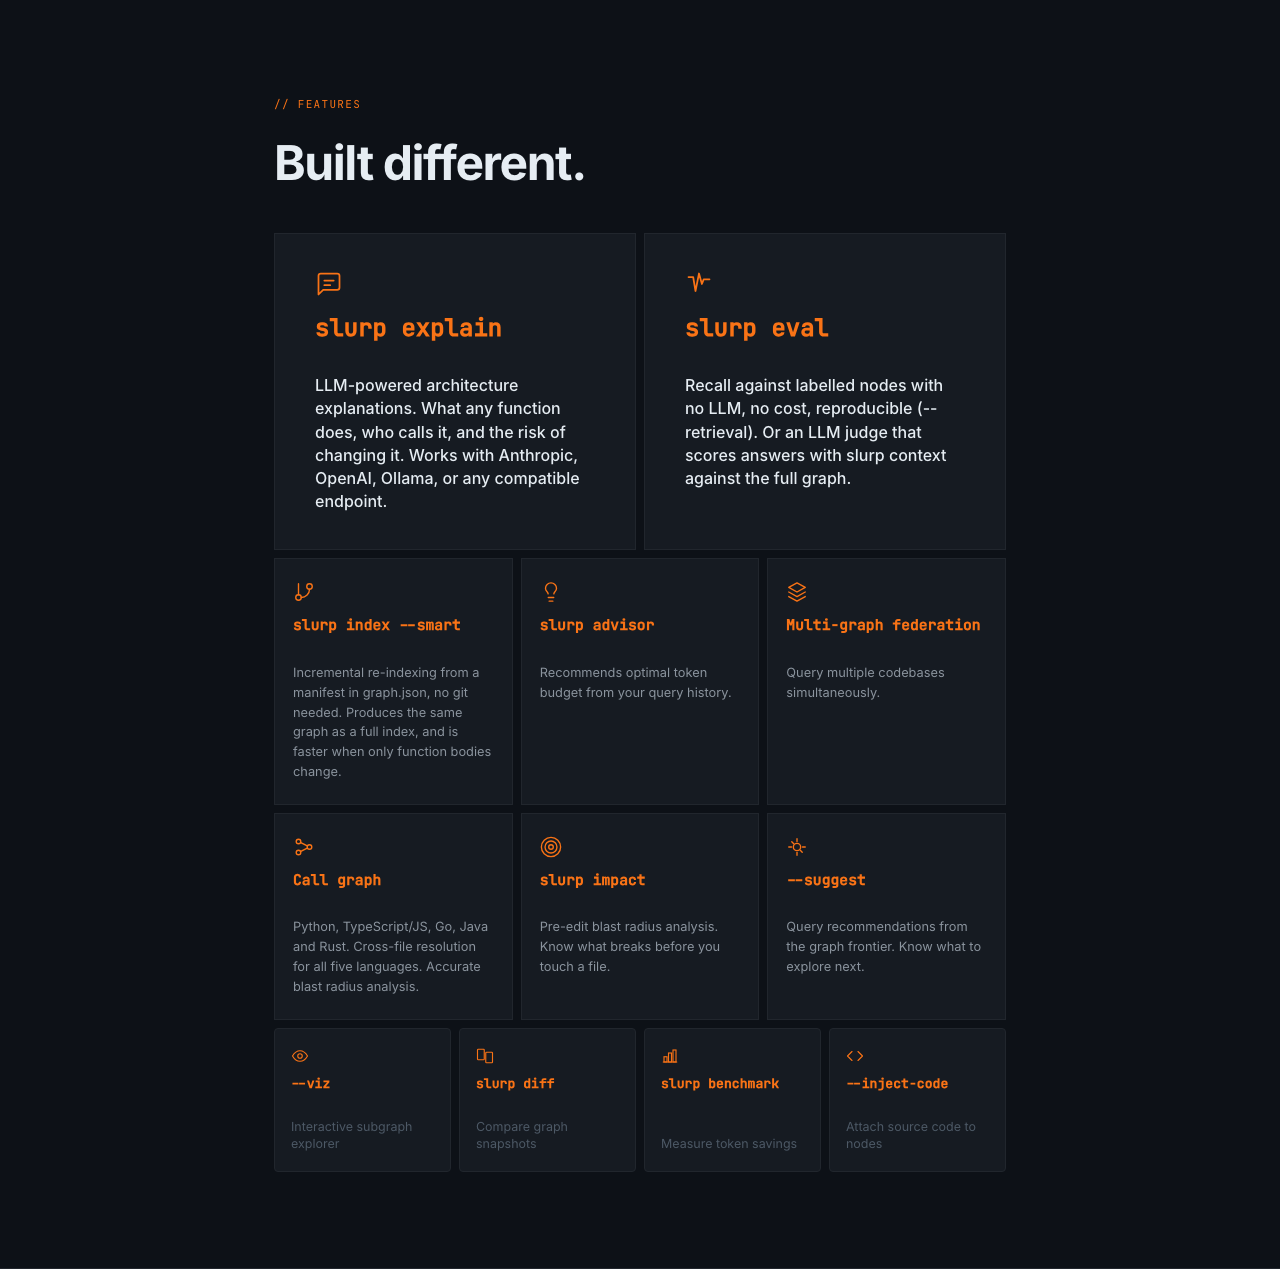 // FEATURES
Built different.
slurp explain
LLM-powered architecture
explanations. What any function
does, who calls it, and the risk of
changing it. Works with Anthropic,
OpenAI, Ollama, or any compatible
endpoint.
slurp eval
Recall against labelled nodes with
no LLM, no cost, reproducible (--
retrieval). Or an LLM judge that
scores answers with slurp context
against the full graph.
slurp index --smart
Incremental re-indexing from a
manifest in graph.json, no git
needed. Produces the same
graph as a full index, and is
faster when only function bodies
change.
slurp advisor
Recommends optimal token
budget from your query history.
Multi-graph federation
Query multiple codebases
simultaneously.
Call graph
Python, TypeScript/JS, Go, Java
and Rust. Cross-file resolution
for all five languages. Accurate
blast radius analysis.
slurp impact
Pre-edit blast radius analysis.
Know what breaks before you
touch a file.
--suggest
Query recommendations from
the graph frontier. Know what to
explore next.
--viz
Interactive subgraph
explorer
slurp diff
Compare graph
snapshots
slurp benchmark
Measure token savings
--inject-code
Attach source code to
nodes